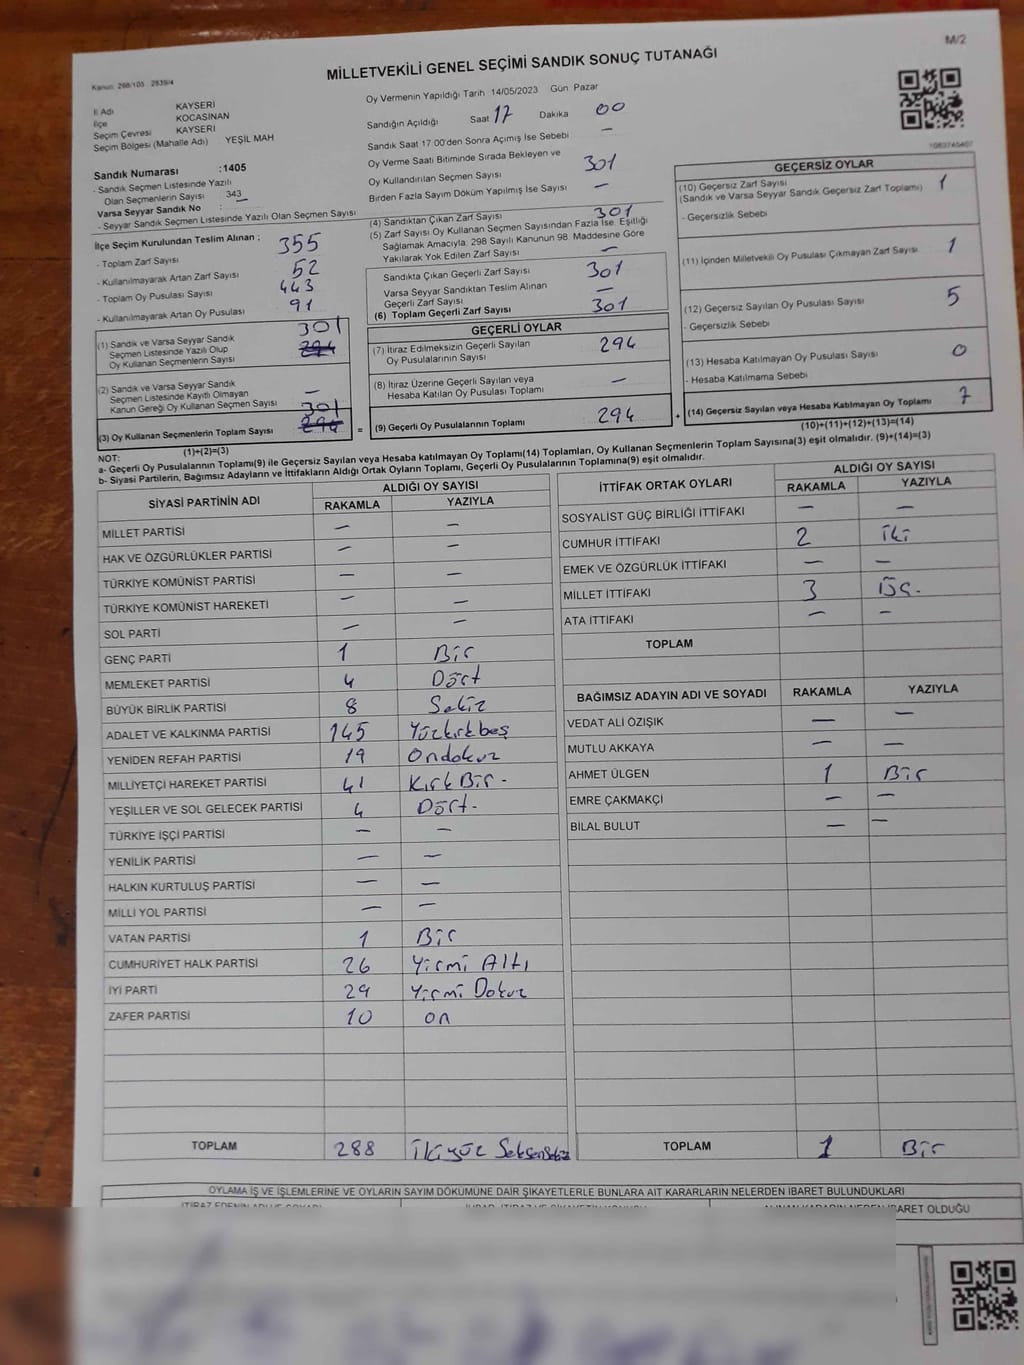 M/2
Kanun: 298/105 2839/4
MİLLETVEKİLİ GENEL SEÇİMİ SANDIK SONUÇ TUTANAĞI
İl Adı KAYSERİ
İlçe KOCASİNAN
Seçim Çevresi KAYSERİ
Seçim Bölgesi (Mahalle Adı) YEŞİL MAH
Sandık Numarası :1405
- Sandık Seçmen Listesinde Yazılı
Olan Seçmenlerin Sayısı 343
Varsa Seyyar Sandık No :
- Seyyar Sandık Seçmen Listesinde Yazılı Olan Seçmen Sayısı
İlçe Seçim Kurulundan Teslim Alınan ;
- Toplam Zarf Sayısı 355
- Kullanılmayarak Artan Zarf Sayısı 52
- Toplam Oy Pusulası Sayısı 443
- Kullanılmayarak Artan Oy Pusulası 91
(1) Sandık ve Varsa Seyyar Sandık
Seçmen Listesinde Yazılı Olup
Oy Kullanan Seçmenlerin Sayısı 301 294
(2) Sandık ve Varsa Seyyar Sandık
Seçmen Listesinde Kayıtlı Olmayan
Kanun Gereği Oy Kullanan Seçmen Sayısı —
(3) Oy Kullanan Seçmenlerin Toplam Sayısı 301 294
(1)+(2)=(3)
Oy Vermenin Yapıldığı Tarih 14/05/2023 Gün Pazar
Sandığın Açıldığı Saat 17 Dakika 00
Sandık Saat 17.00'den Sonra Açımış İse Sebebi —
Oy Verme Saati Bitiminde Sırada Bekleyen ve
Oy Kullandırılan Seçmen Sayısı 301
Birden Fazla Sayım Döküm Yapılmış İse Sayısı —
(4) Sandıktan Çıkan Zarf Sayısı 301
(5) Zarf Sayısı Oy Kullanan Seçmen Sayısından Fazla İse, Eşitliği
Sağlamak Amacıyla, 298 Sayılı Kanunun 98. Maddesine Göre
Yakılarak Yok Edilen Zarf Sayısı —
Sandıkta Çıkan Geçerli Zarf Sayısı 301
Varsa Seyyar Sandıktan Teslim Alınan
Geçerli Zarf Sayısı —
(6) Toplam Geçerli Zarf Sayısı 301
GEÇERLİ OYLAR
(7) İtiraz Edilmeksizin Geçerli Sayılan
Oy Pusulalarının Sayısı 294
(8) İtiraz Üzerine Geçerli Sayılan veya
Hesaba Katılan Oy Pusulası Toplamı —
= (9) Geçerli Oy Pusulalarının Toplamı 294 +
GEÇERSİZ OYLAR
(10) Geçersiz Zarf Sayısı
(Sandık ve Varsa Seyyar Sandık Geçersiz Zarf Toplamı) 1
- Geçersizlik Sebebi
(11) İçinden Milletvekili Oy Pusulası Çıkmayan Zarf Sayısı 1
(12) Geçersiz Sayılan Oy Pusulası Sayısı 5
- Geçersizlik Sebebi
(13) Hesaba Katılmayan Oy Pusulası Sayısı 0
- Hesaba Katılmama Sebebi
(14) Geçersiz Sayılan veya Hesaba Katılmayan Oy Toplamı 7
(10)+(11)+(12)+(13)=(14)
NOT:
a- Geçerli Oy Pusulalarının Toplamı(9) ile Geçersiz Sayılan veya Hesaba katılmayan Oy Toplamı(14) Toplamları, Oy Kullanan Seçmenlerin Toplam Sayısına(3) eşit olmalıdır. (9)+(14)=(3)
b- Siyasi Partilerin, Bağımsız Adayların ve İttifakların Aldığı Ortak Oyların Toplamı, Geçerli Oy Pusulalarının Toplamına(9) eşit olmalıdır.
SİYASİ PARTİNİN ADI ALDIĞI OY SAYISI
RAKAMLA YAZIYLA
MİLLET PARTİSİ — —
HAK VE ÖZGÜRLÜKLER PARTİSİ — —
TÜRKİYE KOMÜNİST PARTİSİ — —
TÜRKİYE KOMÜNİST HAREKETİ — —
SOL PARTİ — —
GENÇ PARTİ 1 Bir
MEMLEKET PARTİSİ 4 Dört
BÜYÜK BİRLİK PARTİSİ 8 Sekiz
ADALET VE KALKINMA PARTİSİ 145 Yüzkırkbeş
YENİDEN REFAH PARTİSİ 19 Ondokuz
MİLLİYETÇİ HAREKET PARTİSİ 41 Kırk Bir -
YEŞİLLER VE SOL GELECEK PARTİSİ 4 Dört -
TÜRKİYE İŞÇİ PARTİSİ — —
YENİLİK PARTİSİ — —
HALKIN KURTULUŞ PARTİSİ — —
MİLLİ YOL PARTİSİ — —
VATAN PARTİSİ 1 Bir
CUMHURİYET HALK PARTİSİ 26 Yirmi Altı
İYİ PARTİ 29 Yirmi Dokuz
ZAFER PARTİSİ 10 on
TOPLAM 288 İkiyüz Seksensekiz
İTTİFAK ORTAK OYLARI ALDIĞI OY SAYISI
RAKAMLA YAZIYLA
SOSYALİST GÜÇ BİRLİĞİ İTTİFAKI — —
CUMHUR İTTİFAKI 2 İki
EMEK VE ÖZGÜRLÜK İTTİFAKI — —
MİLLET İTTİFAKI 3 Üç -
ATA İTTİFAKI — —
TOPLAM
BAĞIMSIZ ADAYIN ADI VE SOYADI RAKAMLA YAZIYLA
VEDAT ALİ ÖZIŞIK — —
MUTLU AKKAYA — —
AHMET ÜLGEN 1 Bir
EMRE ÇAKMAKÇI — —
BİLAL BULUT — —
TOPLAM 1 Bir
OYLAMA İŞ VE İŞLEMLERİNE VE OYLARIN SAYIM DÖKÜMÜNE DAİR ŞİKAYETLERLE BUNLARA AİT KARARLARIN NELERDEN İBARET BULUNDUKLARI